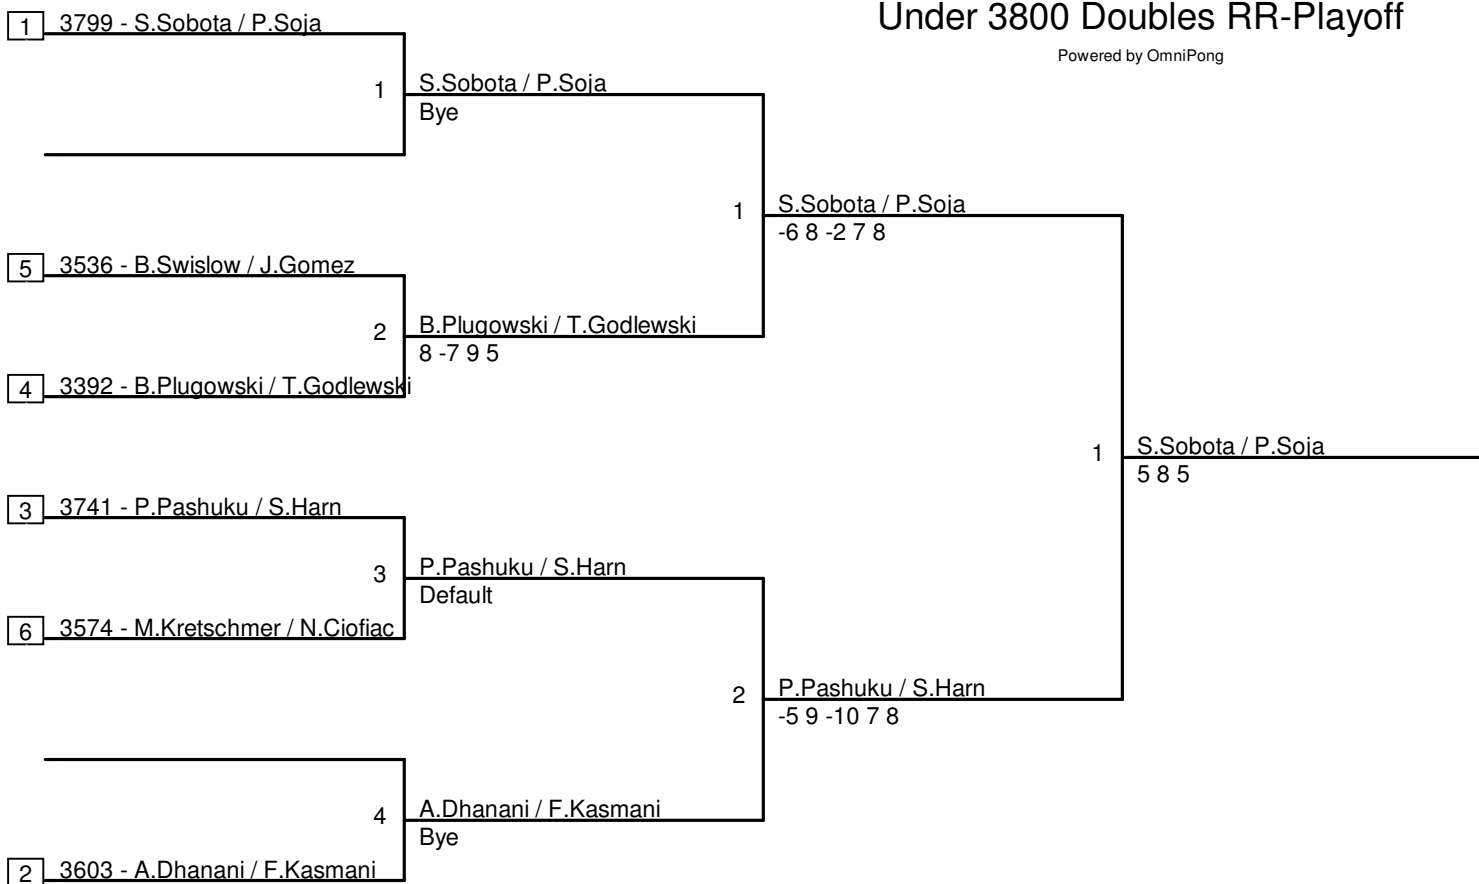 Under 3800 Doubles RR-Playoff
Powered by OmniPong
1 3799 - S.Sobota / P.Soja
1 S.Sobota / P.Soja
Bye
1 S.Sobota / P.Soja
-6 8 -2 7 8
5 3536 - B.Swislow / J.Gomez
2 B.Plugowski / T.Godlewski
8 -7 9 5
4 3392 - B.Plugowski / T.Godlewski
1 S.Sobota / P.Soja
5 8 5
3 3741 - P.Pashuku / S.Harn
3 P.Pashuku / S.Harn
Default
6 3574 - M.Kretschmer / N.Ciofiac
2 P.Pashuku / S.Harn
-5 9 -10 7 8
4 A.Dhanani / F.Kasmani
Bye
2 3603 - A.Dhanani / F.Kasmani